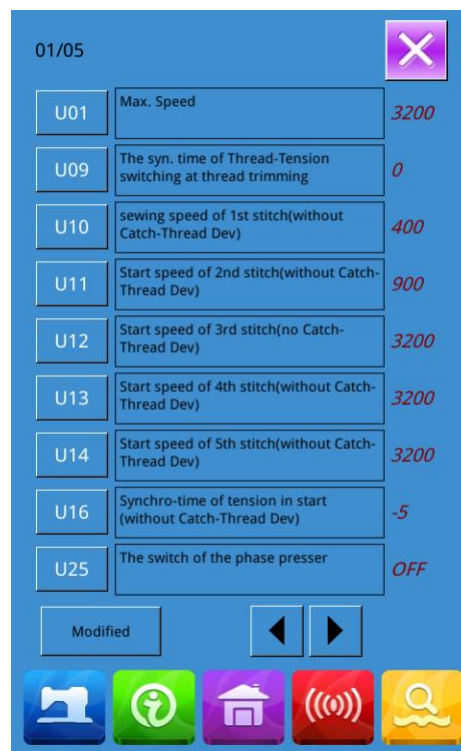 01/05
U01
Max. Speed
3200
U09
The syn. time of Thread-Tension
switching at thread trimming
0
U10
sewing speed of 1st stitch(without
Catch-Thread Dev)
400
U11
Start speed of 2nd stitch(without Catch-
Thread Dev)
900
U12
Start speed of 3rd stitch(no Catch-
Thread Dev)
3200
U13
Start speed of 4th stitch(without Catch-
Thread Dev)
3200
U14
Start speed of 5th stitch(without Catch-
Thread Dev)
3200
U16
Synchro-time of tension in start
(without Catch-Thread Dev)
-5
U25
The switch of the phase presser
OFF
Modified